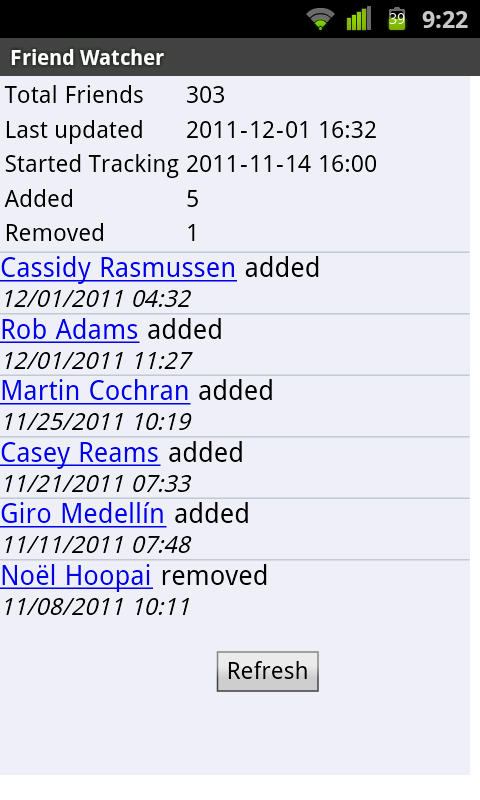 39 9:22
Friend Watcher
Total Friends 303
Last updated 2011-12-01 16:32
Started Tracking 2011-11-14 16:00
Added 5
Removed 1
Cassidy Rasmussen added
12/01/2011 04:32
Rob Adams added
12/01/2011 11:27
Martin Cochran added
11/25/2011 10:19
Casey Reams added
11/21/2011 07:33
Giro Medellín added
11/11/2011 07:48
Noël Hoopai removed
11/08/2011 10:11
Refresh